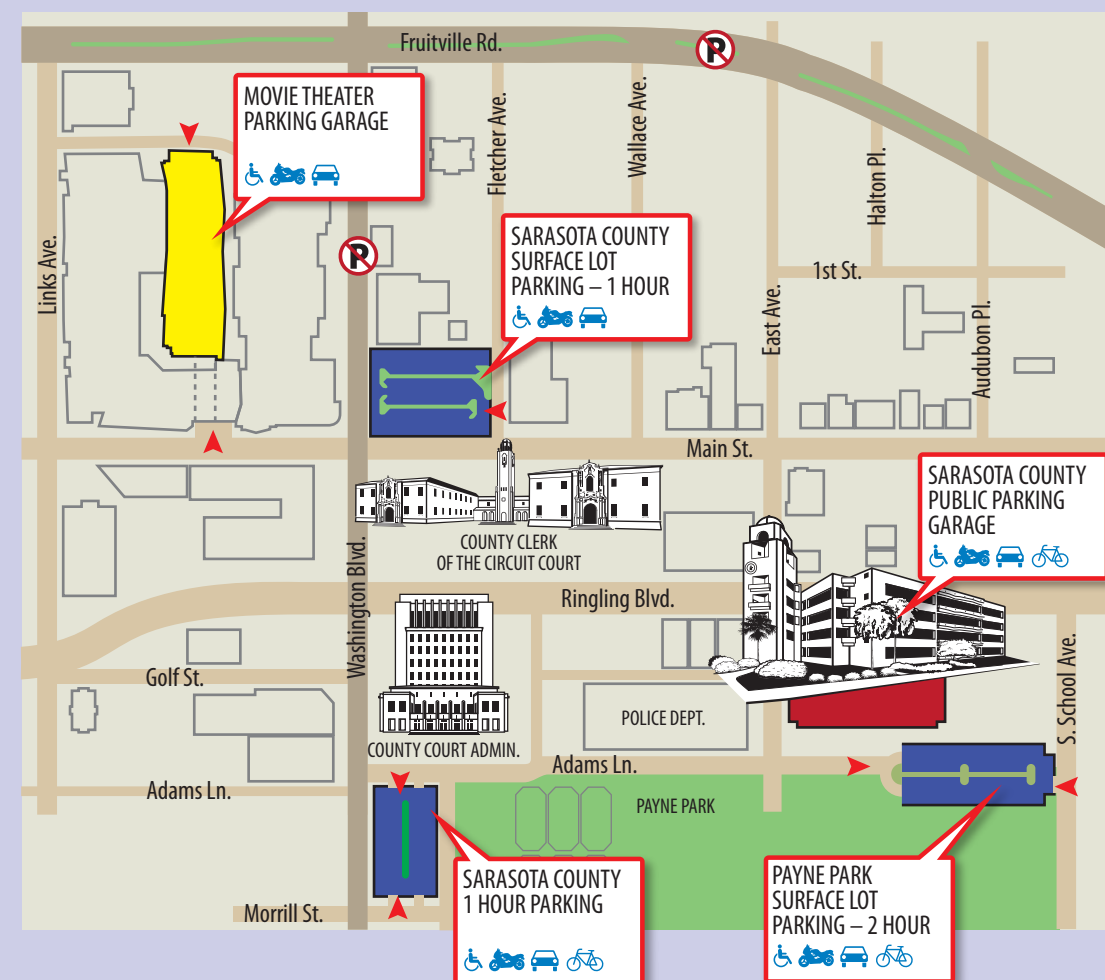 Fruitville Rd.
P
MOVIE THEATER
PARKING GARAGE
Fletcher Ave.
Wallace Ave.
Halton Pl.
Links Ave.
P
SARASOTA COUNTY
SURFACE LOT
PARKING – 1 HOUR
1st St.
East Ave.
Audubon Pl.
Main St.
SARASOTA COUNTY
PUBLIC PARKING
GARAGE
COUNTY CLERK
OF THE CIRCUIT COURT
Washington Blvd.
Ringling Blvd.
Golf St.
S. School Ave.
POLICE DEPT.
COUNTY COURT ADMIN.
Adams Ln.
Adams Ln.
PAYNE PARK
SARASOTA COUNTY
1 HOUR PARKING
PAYNE PARK
SURFACE LOT
PARKING – 2 HOUR
Morrill St.